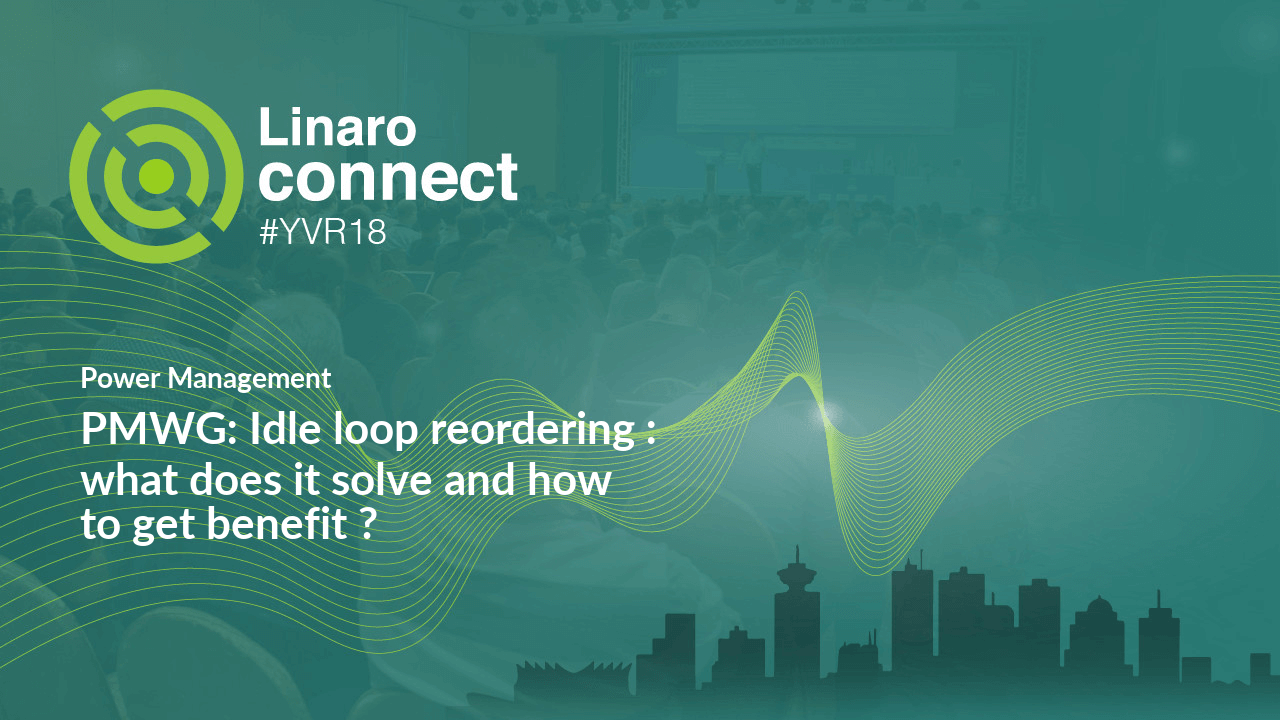 Linaro
connect
#YVR18
Power Management
PMWG: Idle loop reordering :
what does it solve and how
to get benefit ?